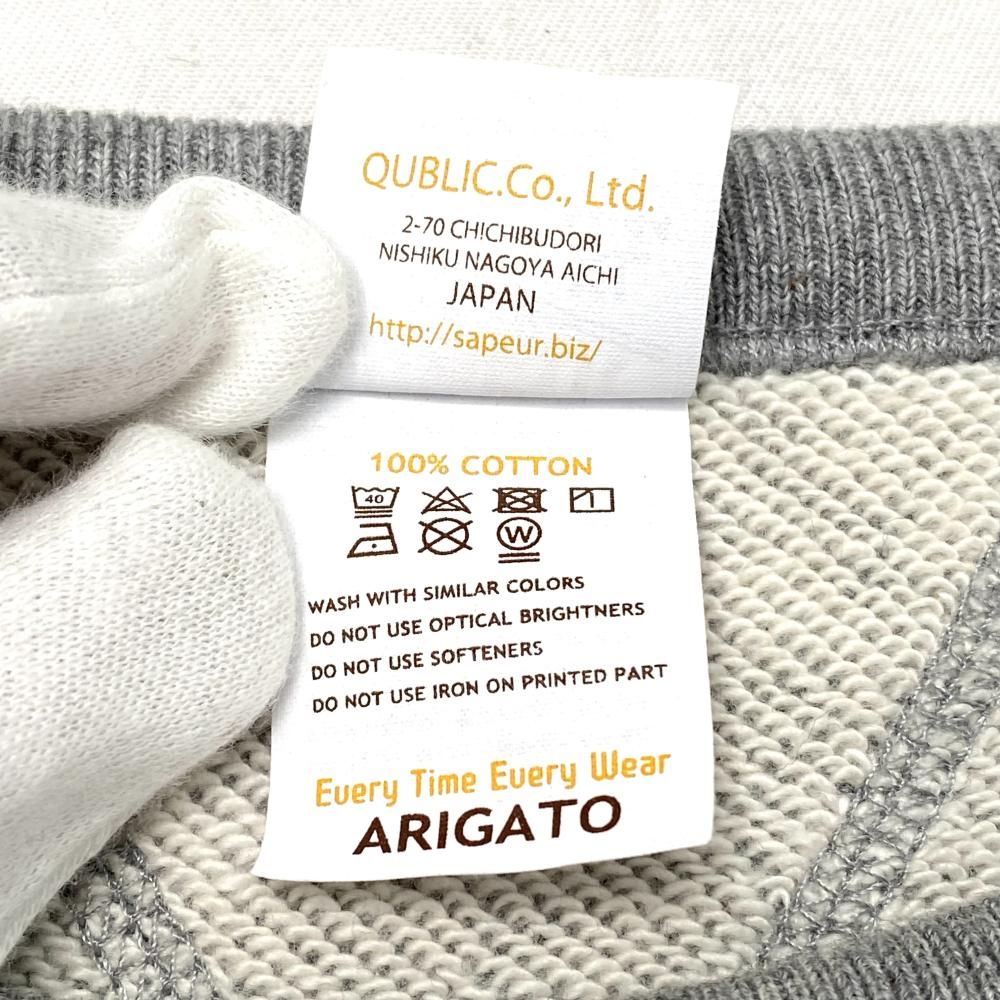 QUBLIC.Co., Ltd.
2-70 CHICHIBUDORI
NISHIKU NAGOYA AICHI
JAPAN
http://sapeur.biz/
100% COTTON
40
W
WASH WITH SIMILAR COLORS
DO NOT USE OPTICAL BRIGHTNERS
DO NOT USE SOFTENERS
DO NOT USE IRON ON PRINTED PART
Every Time Every Wear
ARIGATO